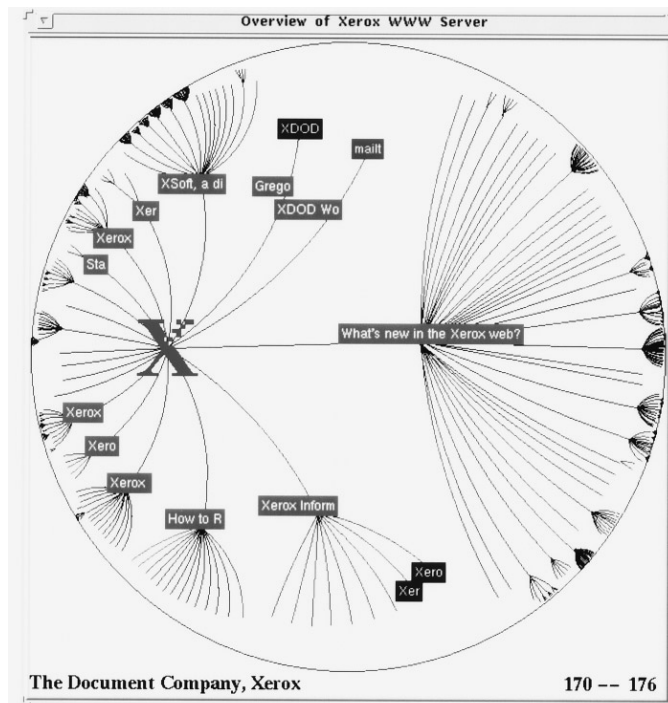 Overview of Xerox WWW Server
XDOD
mailt
XSoft, a di
Grego
Xer
XDOD Wo
Xerox
Sta
X
What's new in the Xerox web?
Xerox
Xero
Xerox
Xerox Inform
How to R
Xero
Xer
The Document Company, Xerox
170 -- 176